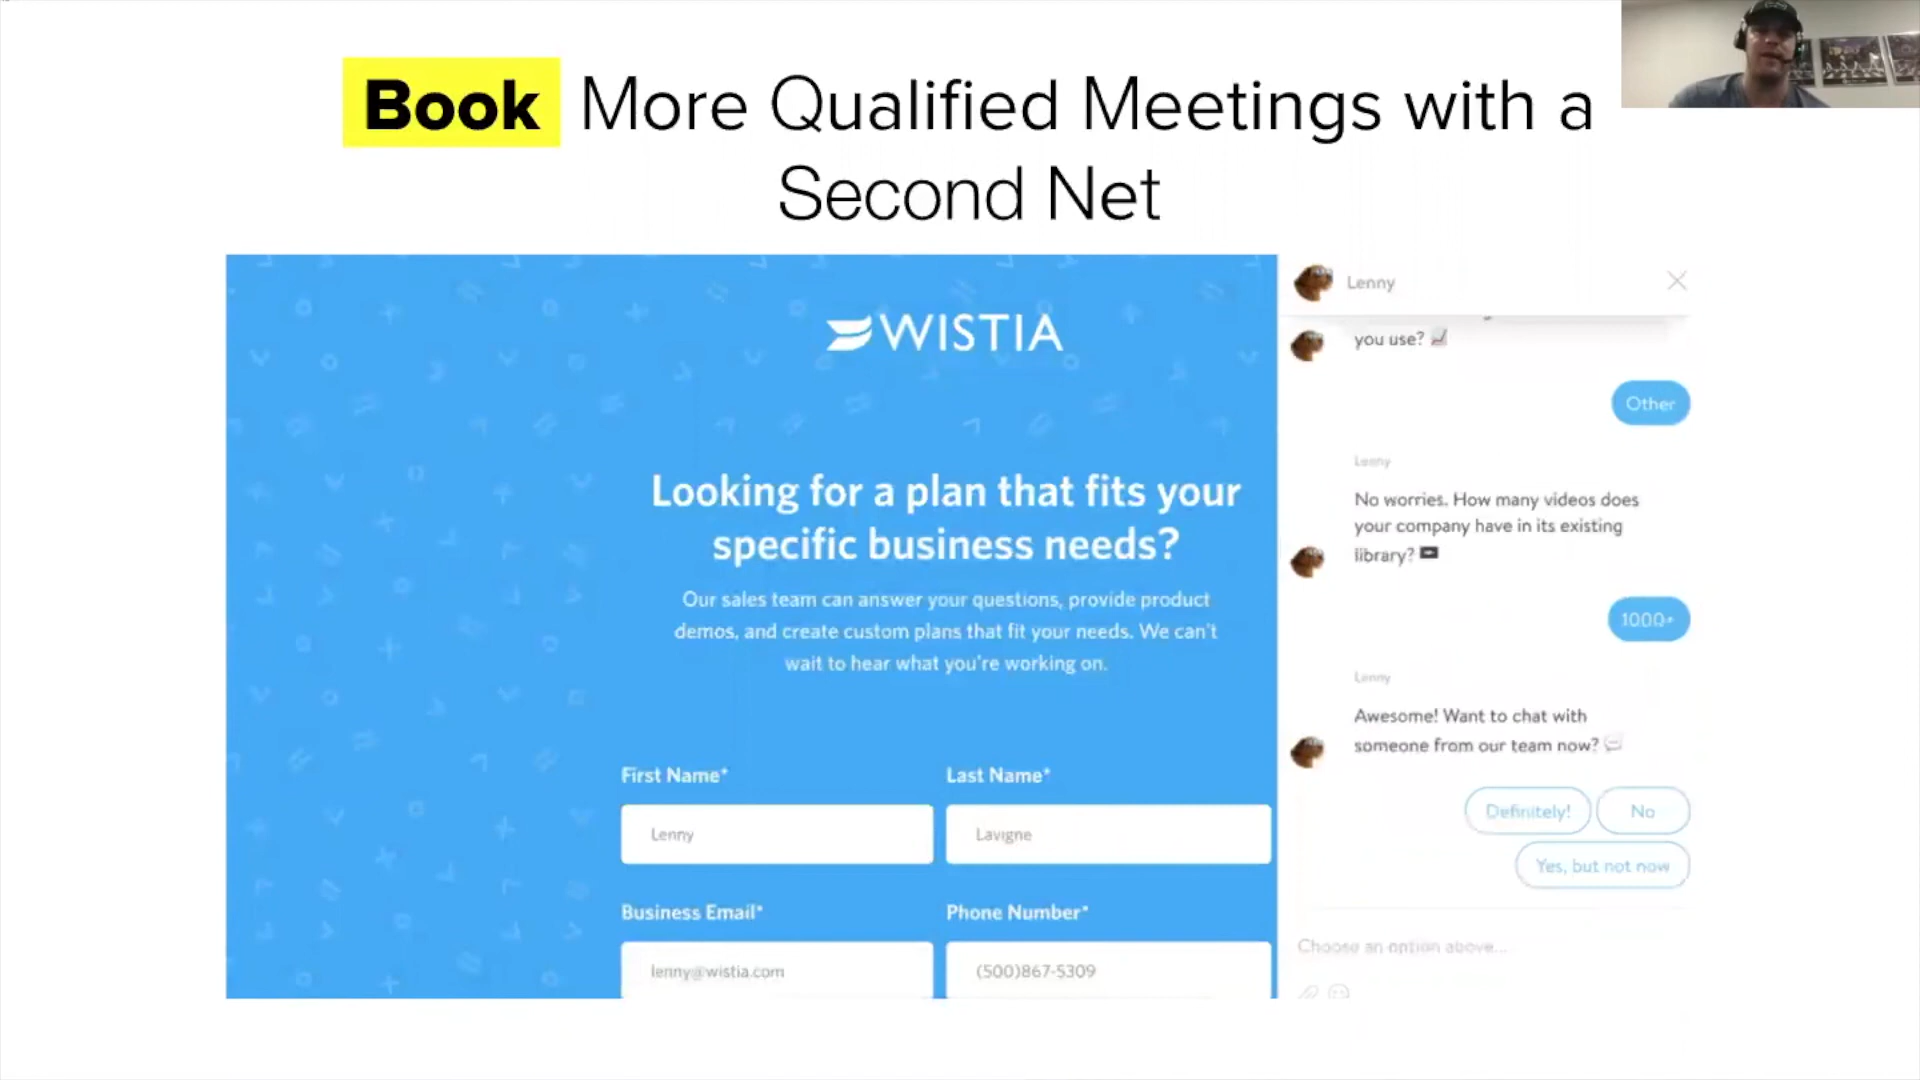 Book More Qualified Meetings with a
Second Net
WISTIA
Looking for a plan that fits your
specific business needs?
Our sales team can answer your questions, provide product
demos, and create custom plans that fit your needs. We can't
wait to hear what you're working on.
First Name*
Last Name*
Lenny
Lavigne
Business Email*
Phone Number*
lenny@wistia.com
(500)867-5309
Lenny
you use?
Other
Lenny
No worries. How many videos does
your company have in its existing
library?
1000+
Lenny
Awesome! Want to chat with
someone from our team now?
Definitely!
No
Yes, but not now
Choose an option above...